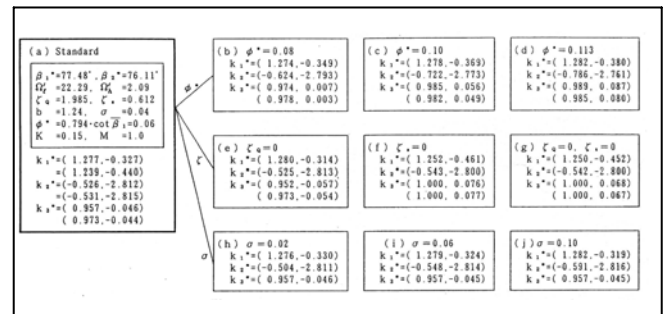 (a) Standard
β₁*=77.48°, β₂*=76.11°
=22.29, =2.09
=1.985, =0.612
b =1.24, σ =0.04
φ*=0.794·cot β̅₁=0.06
K =0.15, M =1.0
k₁*=( 1.277,-0.327)
=( 1.239,-0.440)
k₂*=(-0.526,-2.812)
=(-0.531,-2.815)
k₃*=( 0.957,-0.046)
( 0.973,-0.044)
φ*
ζ
σ
(b) φ*=0.08
k₁*=( 1.274,-0.349)
k₂*=(-0.624,-2.793)
k₃*=( 0.974, 0.007)
( 0.978, 0.003)
(c) φ*=0.10
k₁*=( 1.278,-0.369)
k₂*=(-0.722,-2.773)
k₃*=( 0.985, 0.056)
( 0.982, 0.049)
(d) φ*=0.113
k₁*=( 1.282,-0.380)
k₂*=(-0.786,-2.761)
k₃*=( 0.989, 0.087)
( 0.985, 0.080)
(e) ζ =0
k₁*=( 1.280,-0.314)
k₂*=(-0.525,-2.813)
k₃*=( 0.952,-0.057)
( 0.973,-0.054)
(f) ζ =0
k₁*=( 1.252,-0.461)
k₂*=(-0.543,-2.800)
k₃*=( 1.000, 0.076)
( 1.000, 0.077)
(g) ζ =0, ζ =0
k₁*=( 1.250,-0.452)
k₂*=(-0.542,-2.800)
k₃*=( 1.000, 0.068)
( 1.000, 0.067)
(h) σ=0.02
k₁*=( 1.276,-0.330)
k₂*=(-0.504,-2.811)
k₃*=( 0.957,-0.046)
(i) σ=0.06
k₁*=( 1.279,-0.324)
k₂*=(-0.548,-2.814)
k₃*=( 0.957,-0.045)
(j) σ=0.10
k₁*=( 1.282,-0.319)
k₂*=(-0.591,-2.816)
k₃*=( 0.957,-0.045)